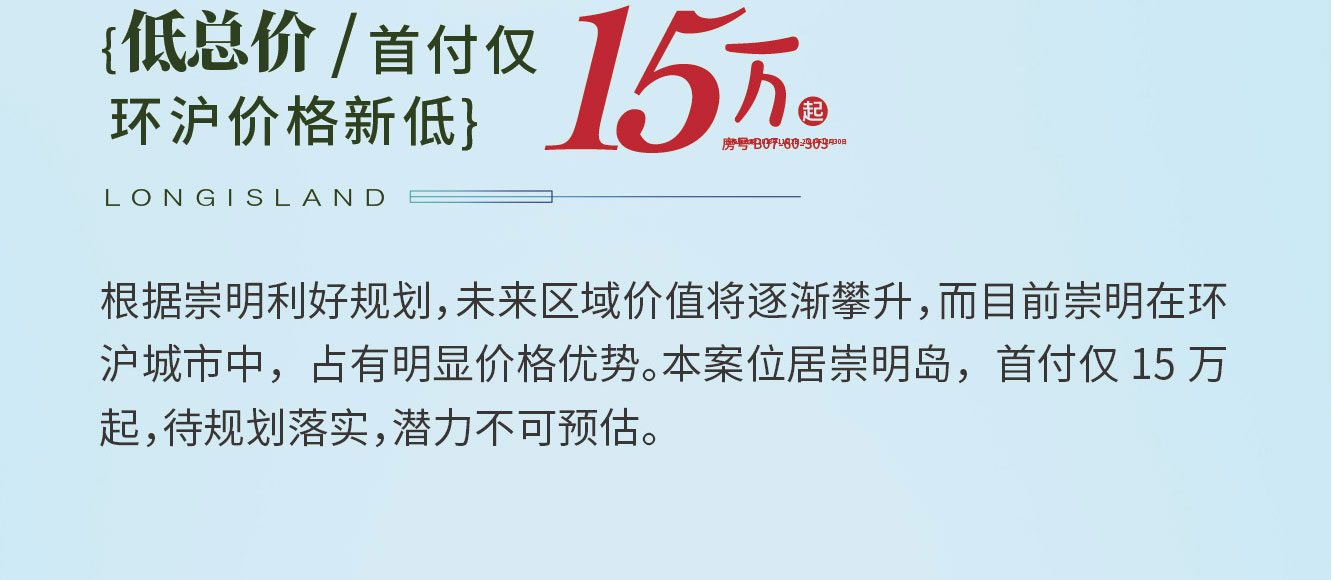 {低总价/首付仅15万起
环沪价格新低}
房号B07-60-303
LONGISLAND
根据崇明利好规划，未来区域价值将逐渐攀升，而目前崇明在环
沪城市中，占有明显价格优势。本案位居崇明岛，首付仅 15 万
起，待规划落实，潜力不可预估。